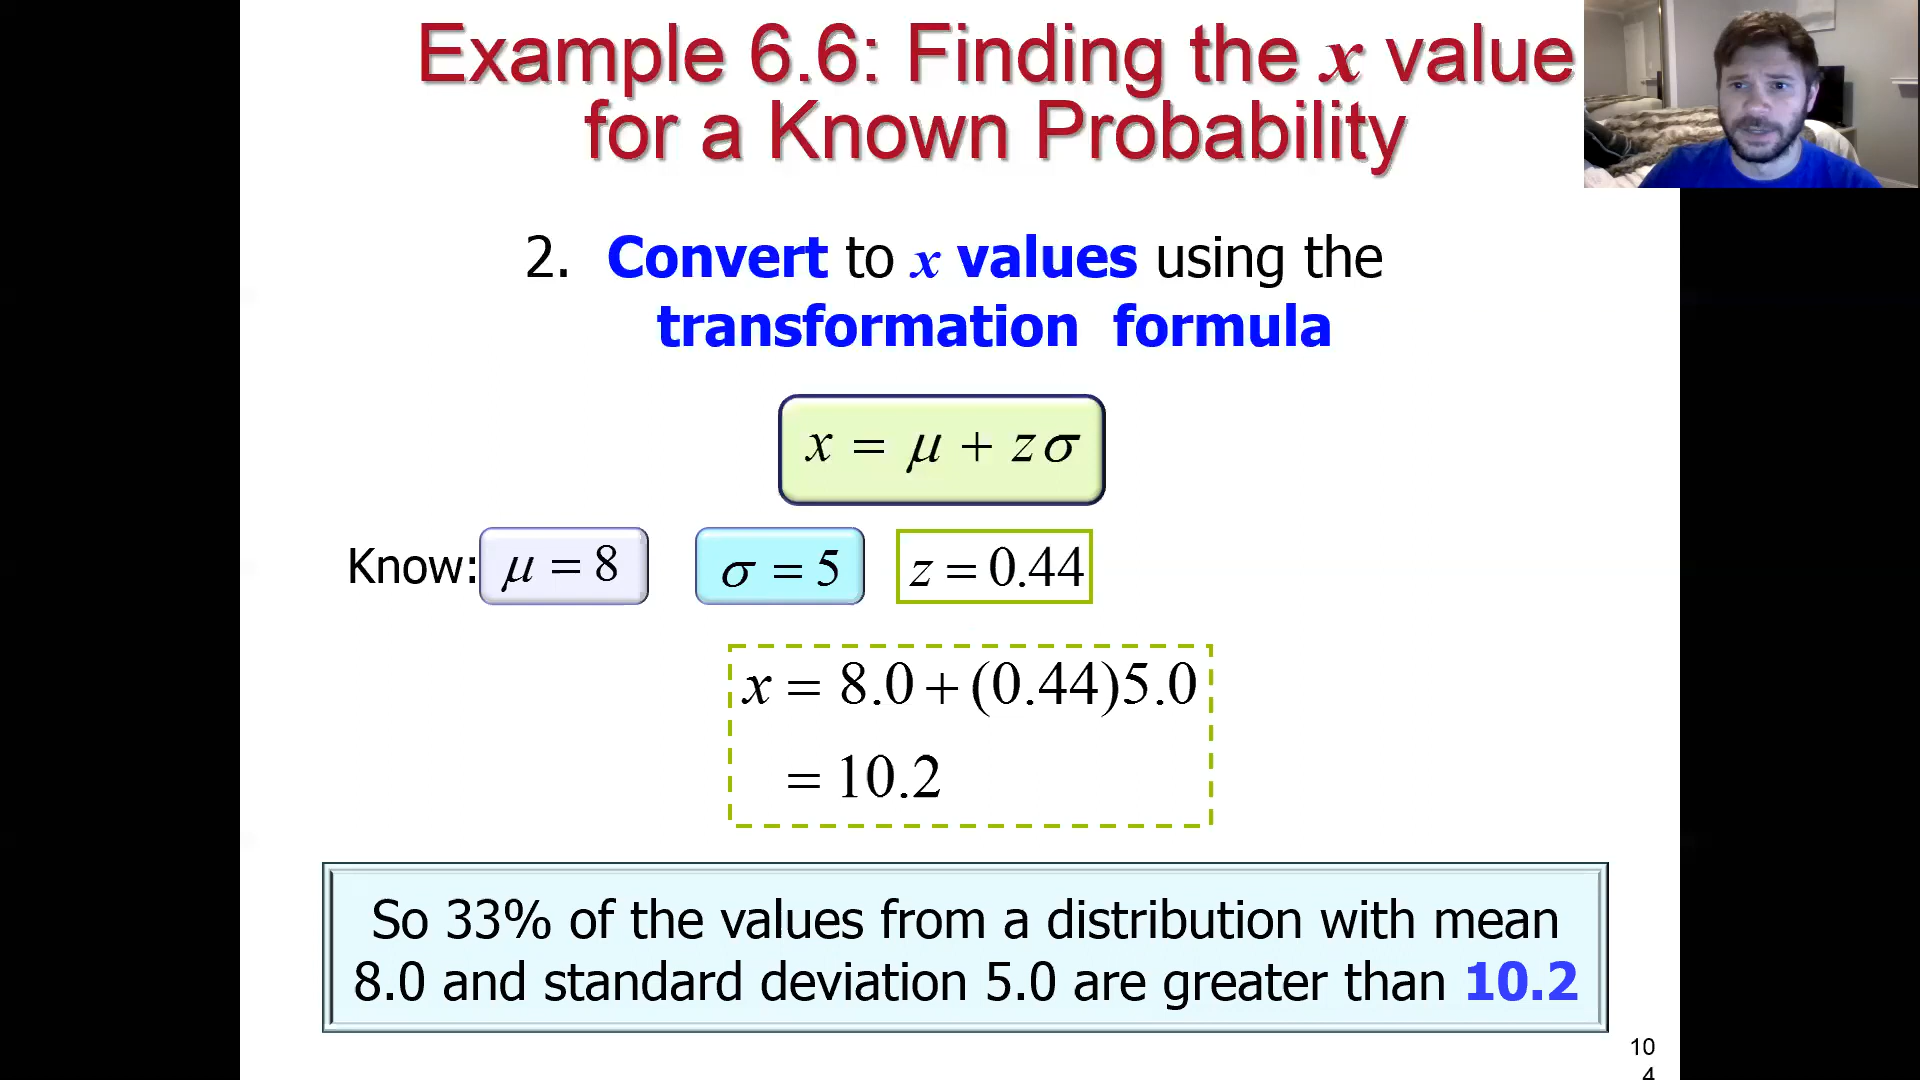 Example 6.6: Finding the x value
for a Known Probability
2. Convert to x values using the
transformation formula
x = μ + zσ
Know: μ = 8 σ = 5 z = 0.44
x = 8.0 + (0.44)5.0
= 10.2
So 33% of the values from a distribution with mean
8.0 and standard deviation 5.0 are greater than 10.2
10
4